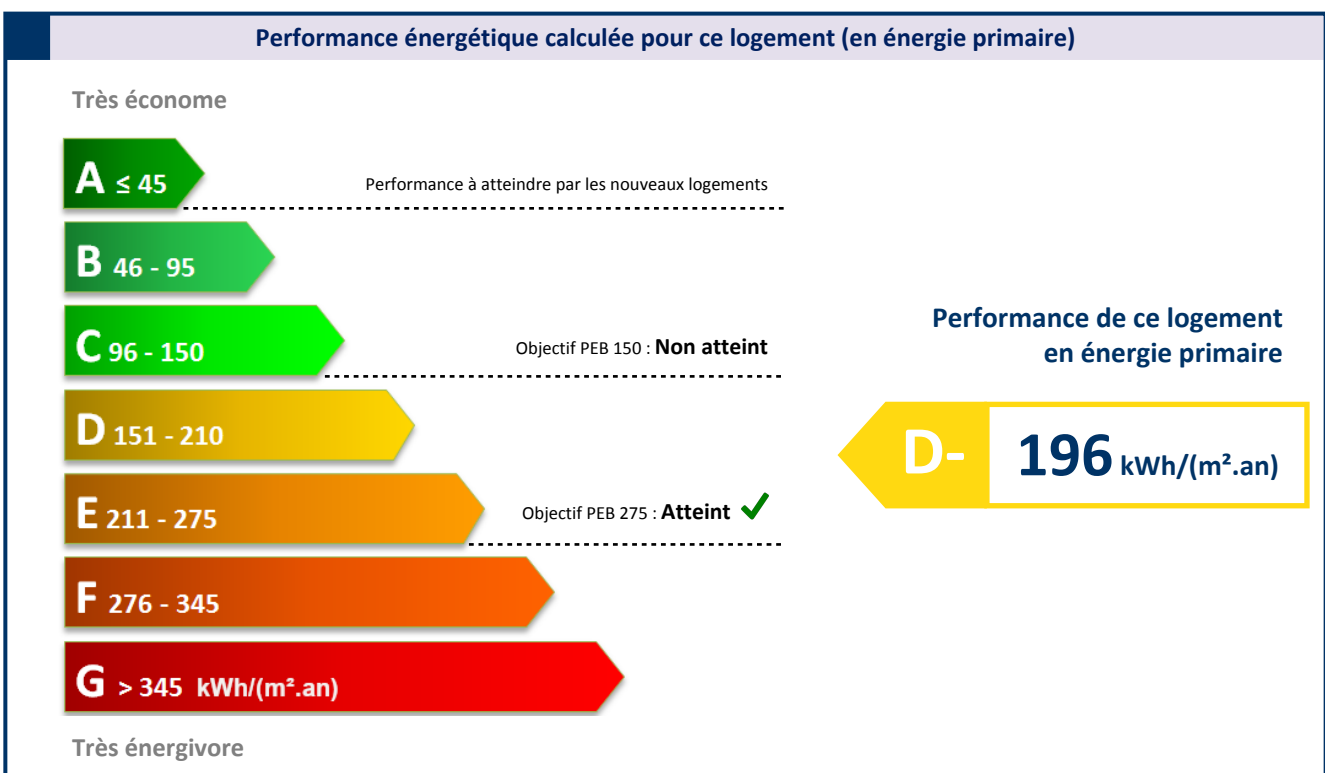 Performance énergétique calculée pour ce logement (en énergie primaire)
Très économe
A ≤ 45
Performance à atteindre par les nouveaux logements
B 46 - 95
C 96 - 150
Objectif PEB 150 : Non atteint
D 151 - 210
E 211 - 275
Objectif PEB 275 : Atteint ✓
F 276 - 345
G > 345 kWh/(m².an)
Très énergivore
Performance de ce logement
en énergie primaire
D- 196 kWh/(m².an)